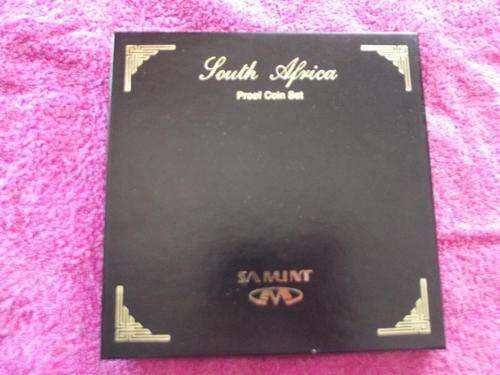 South Africa
Proof Coin Set
SA MINT